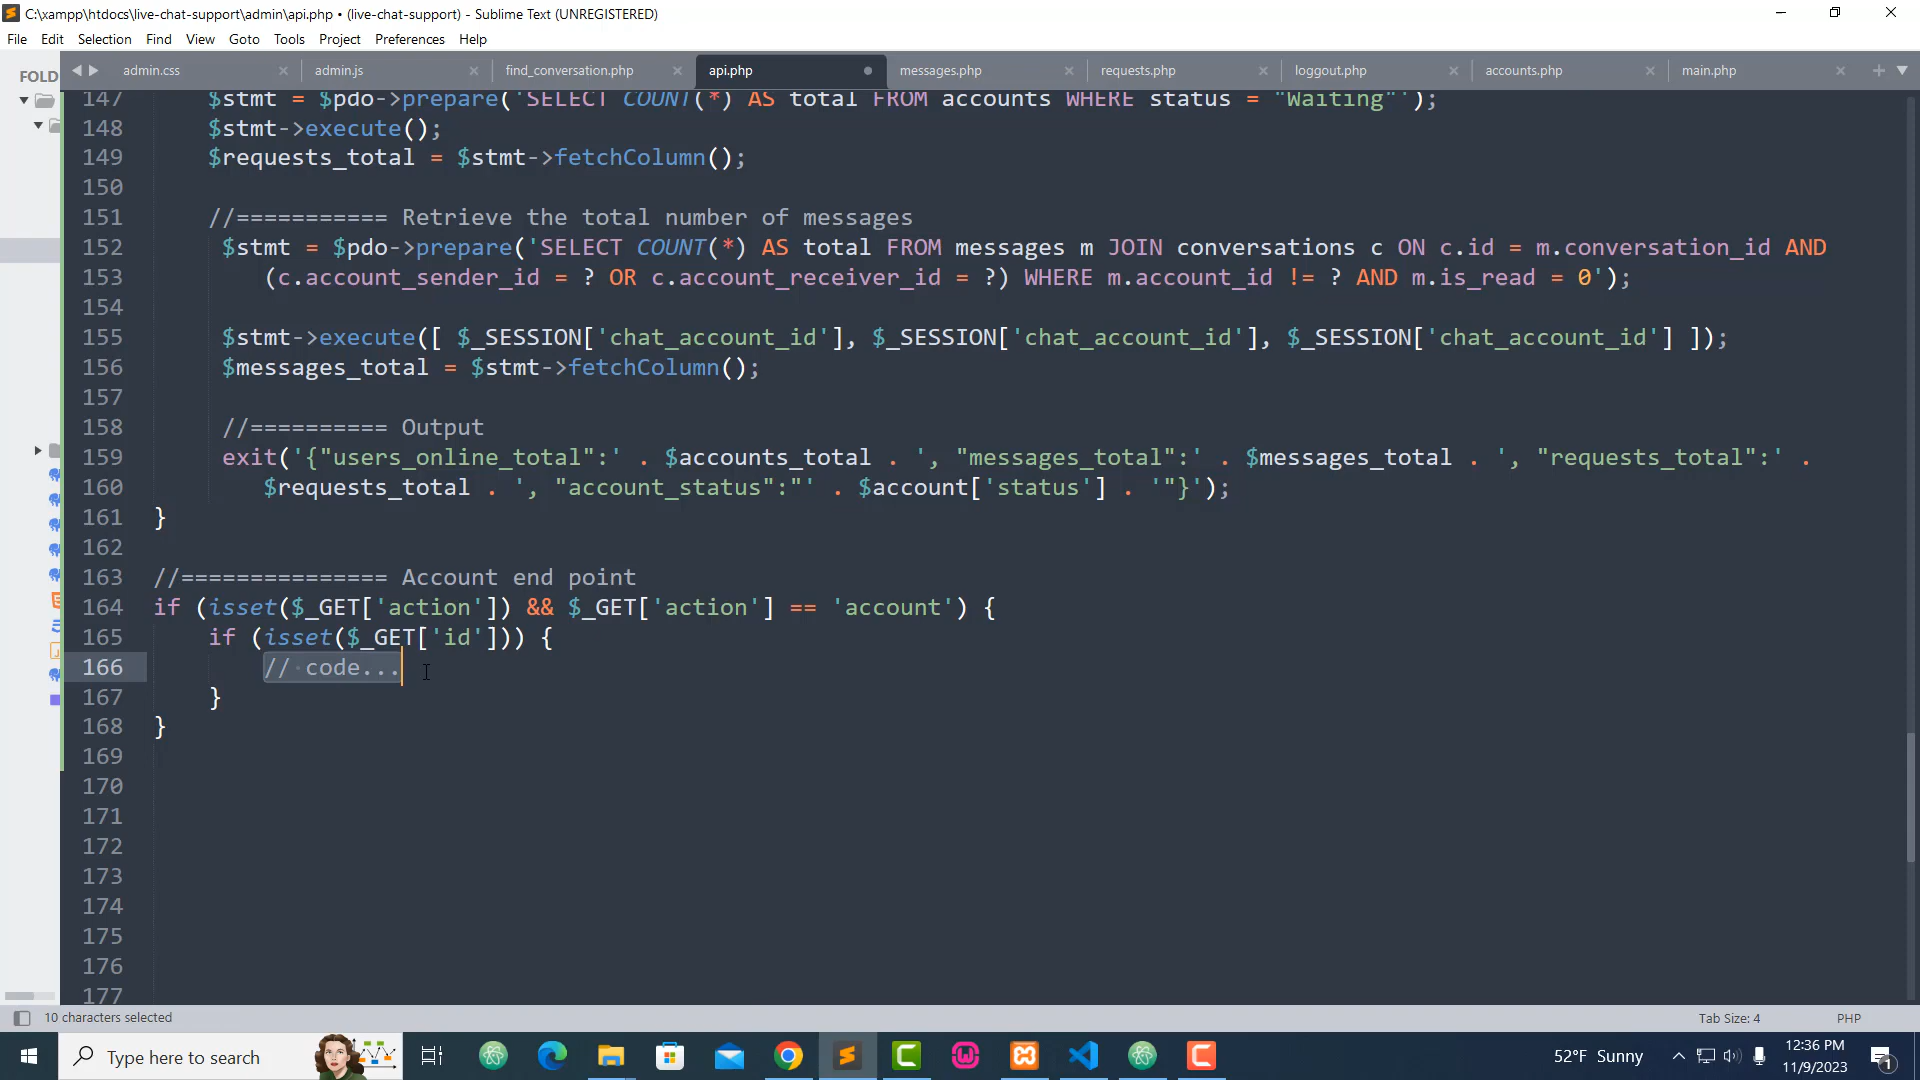 C:\xampp\htdocs\live-chat-support\admin\api.php • (live-chat-support) - Sublime Text (UNREGISTERED)
File Edit Selection Find View Goto Tools Project Preferences Help
FOLD
admin.css admin.js find_conversation.php api.php messages.php requests.php loggout.php accounts.php main.php
147 $stmt = $pdo->prepare('SELECT COUNT(*) AS total FROM accounts WHERE status = "Waiting"');
148 $stmt->execute();
149 $requests_total = $stmt->fetchColumn();
150
151 //=========== Retrieve the total number of messages
152 $stmt = $pdo->prepare('SELECT COUNT(*) AS total FROM messages m JOIN conversations c ON c.id = m.conversation_id AND
153 (c.account_sender_id = ? OR c.account_receiver_id = ?) WHERE m.account_id != ? AND m.is_read = 0');
154
155 $stmt->execute([ $_SESSION['chat_account_id'], $_SESSION['chat_account_id'], $_SESSION['chat_account_id'] ]);
156 $messages_total = $stmt->fetchColumn();
157
158 //========== Output
159 exit('{"users_online_total":' . $accounts_total . ', "messages_total":' . $messages_total . ', "requests_total":' .
160 $requests_total . ', "account_status":"' . $account['status'] . '"}');
161 }
162
163 //=============== Account end point
164 if (isset($_GET['action']) && $_GET['action'] == 'account') {
165 if (isset($_GET['id'])) {
166 // code...
167 }
168 }
169
170
171
172
173
174
175
176
177
10 characters selected Tab Size: 4 PHP
Type here to search
52°F Sunny
12:36 PM
11/9/2023
1